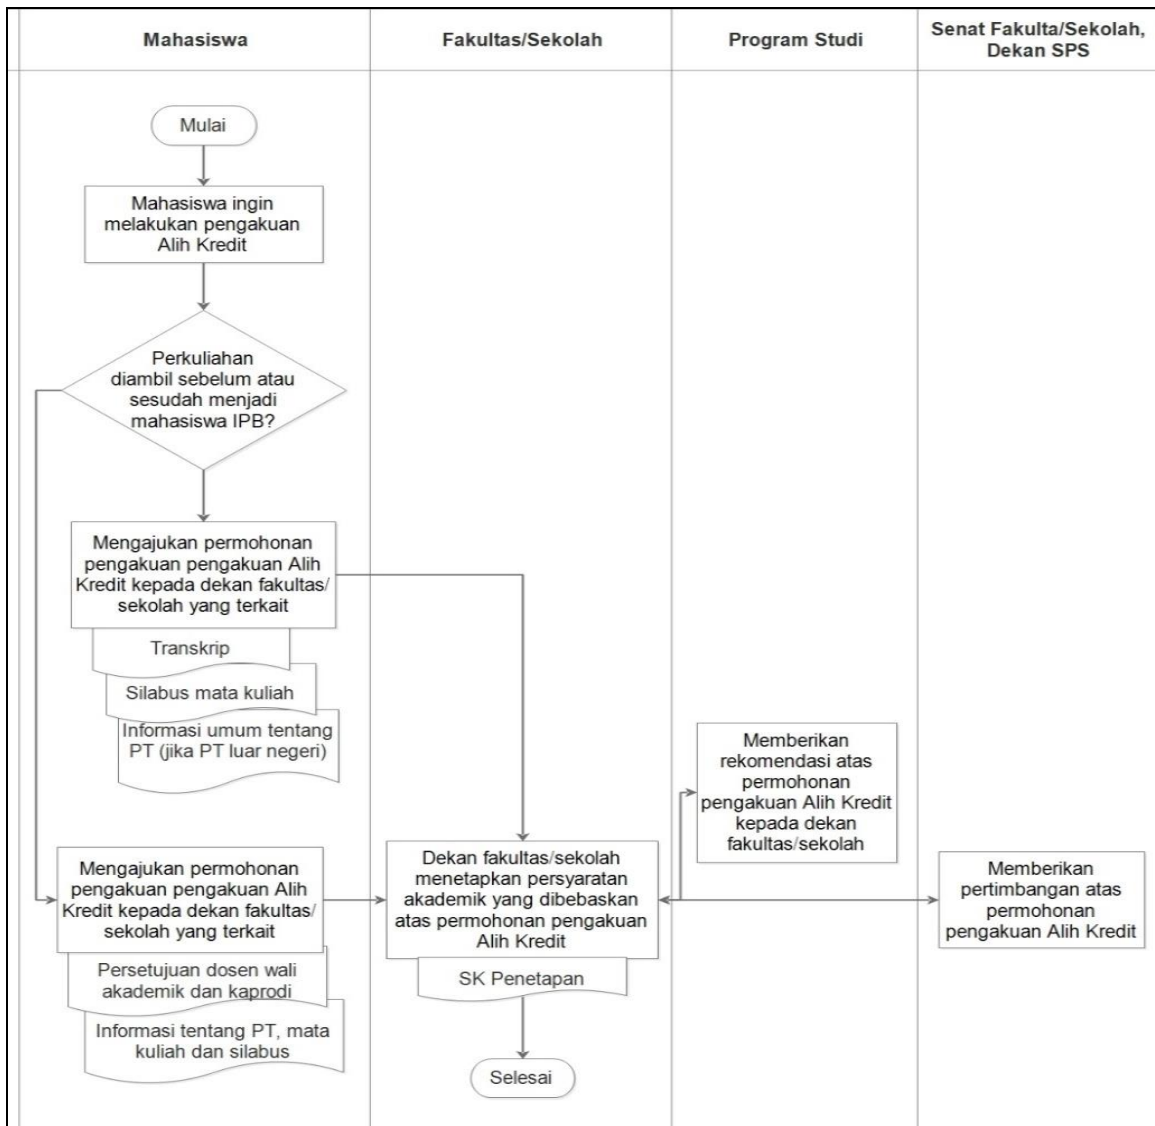 Mahasiswa
Fakultas/Sekolah
Program Studi
Senat Fakulta/Sekolah,
Dekan SPS
Mulai
Mahasiswa ingin
melakukan pengakuan
Alih Kredit
Perkuliahan
diambil sebelum atau
sesudah menjadi
mahasiswa IPB?
Mengajukan permohonan
pengakuan pengakuan Alih
Kredit kepada dekan fakultas/
sekolah yang terkait
Transkrip
Silabus mata kuliah
Informasi umum tentang
PT (jika PT luar negeri)
Mengajukan permohonan
pengakuan pengakuan Alih
Kredit kepada dekan fakultas/
sekolah yang terkait
Persetujuan dosen wali
akademik dan kaprodi
Informasi tentang PT, mata
kuliah dan silabus
Dekan fakultas/sekolah
menetapkan persyaratan
akademik yang dibebaskan
atas permohonan pengakuan
Alih Kredit
SK Penetapan
Selesai
Memberikan
rekomendasi atas
permohonan
pengakuan Alih Kredit
kepada dekan
fakultas/sekolah
Memberikan
pertimbangan atas
permohonan
pengakuan Alih Kredit